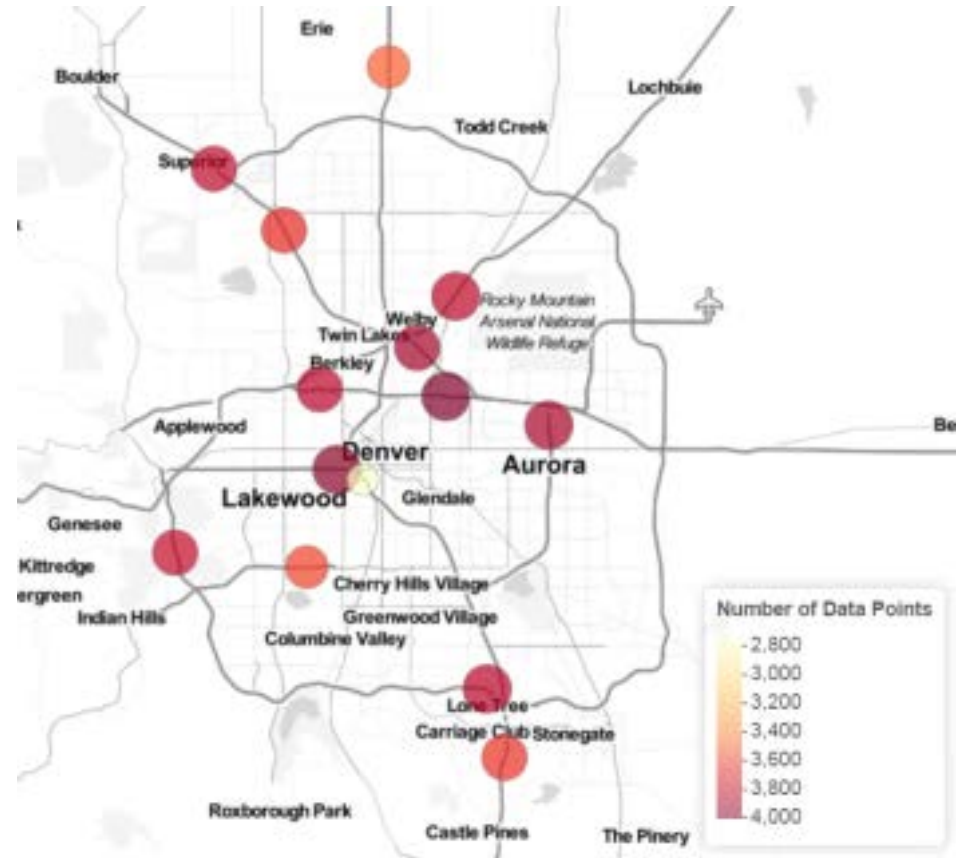 Erie
Boulder
Lochbuie
Todd Creek
Superior
Rocky Mountain
Arsenal National
Wildlife Refuge
Welby
Twin Lakes
Berkley
Applewood
Be
Denver
Aurora
Lakewood
Glendale
Genesee
Kittredge
ergreen
Cherry Hills Village
Indian Hills
Greenwood Village
Columbine Valley
Lone Tree
Carriage Club
Stonegate
Roxborough Park
Castle Pines
The Pinery
Number of Data Points
2,800
3,000
3,200
3,400
3,600
3,800
4,000